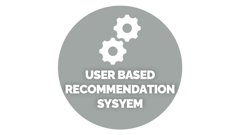 USER BASED
RECOMMENDATION
SYSYEM